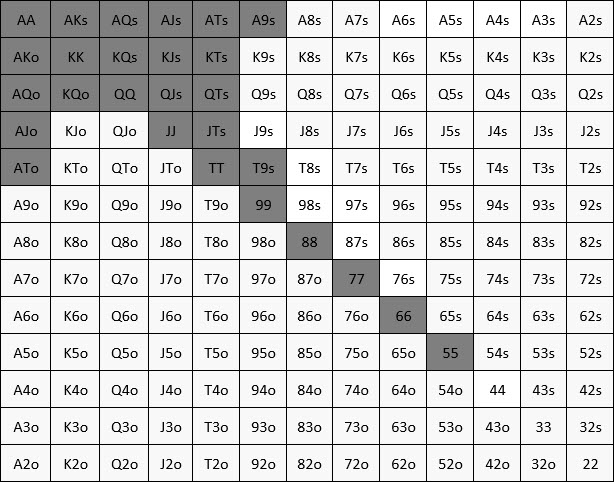 AA AKs AQs AJs ATs A9s A8s A7s A6s A5s A4s A3s A2s
AKo KK KQs KJs KTs K9s K8s K7s K6s K5s K4s K3s K2s
AQo KQo QQ QJs QTs Q9s Q8s Q7s Q6s Q5s Q4s Q3s Q2s
AJo KJo QJo JJ JTs J9s J8s J7s J6s J5s J4s J3s J2s
ATo KTo QTo JTo TT T9s T8s T7s T6s T5s T4s T3s T2s
A9o K9o Q9o J9o T9o 99 98s 97s 96s 95s 94s 93s 92s
A8o K8o Q8o J8o T8o 98o 88 87s 86s 85s 84s 83s 82s
A7o K7o Q7o J7o T7o 97o 87o 77 76s 75s 74s 73s 72s
A6o K6o Q6o J6o T6o 96o 86o 76o 66 65s 64s 63s 62s
A5o K5o Q5o J5o T5o 95o 85o 75o 65o 55 54s 53s 52s
A4o K4o Q4o J4o T4o 94o 84o 74o 64o 54o 44 43s 42s
A3o K3o Q3o J3o T3o 93o 83o 73o 63o 53o 43o 33 32s
A2o K2o Q2o J2o T2o 92o 82o 72o 62o 52o 42o 32o 22